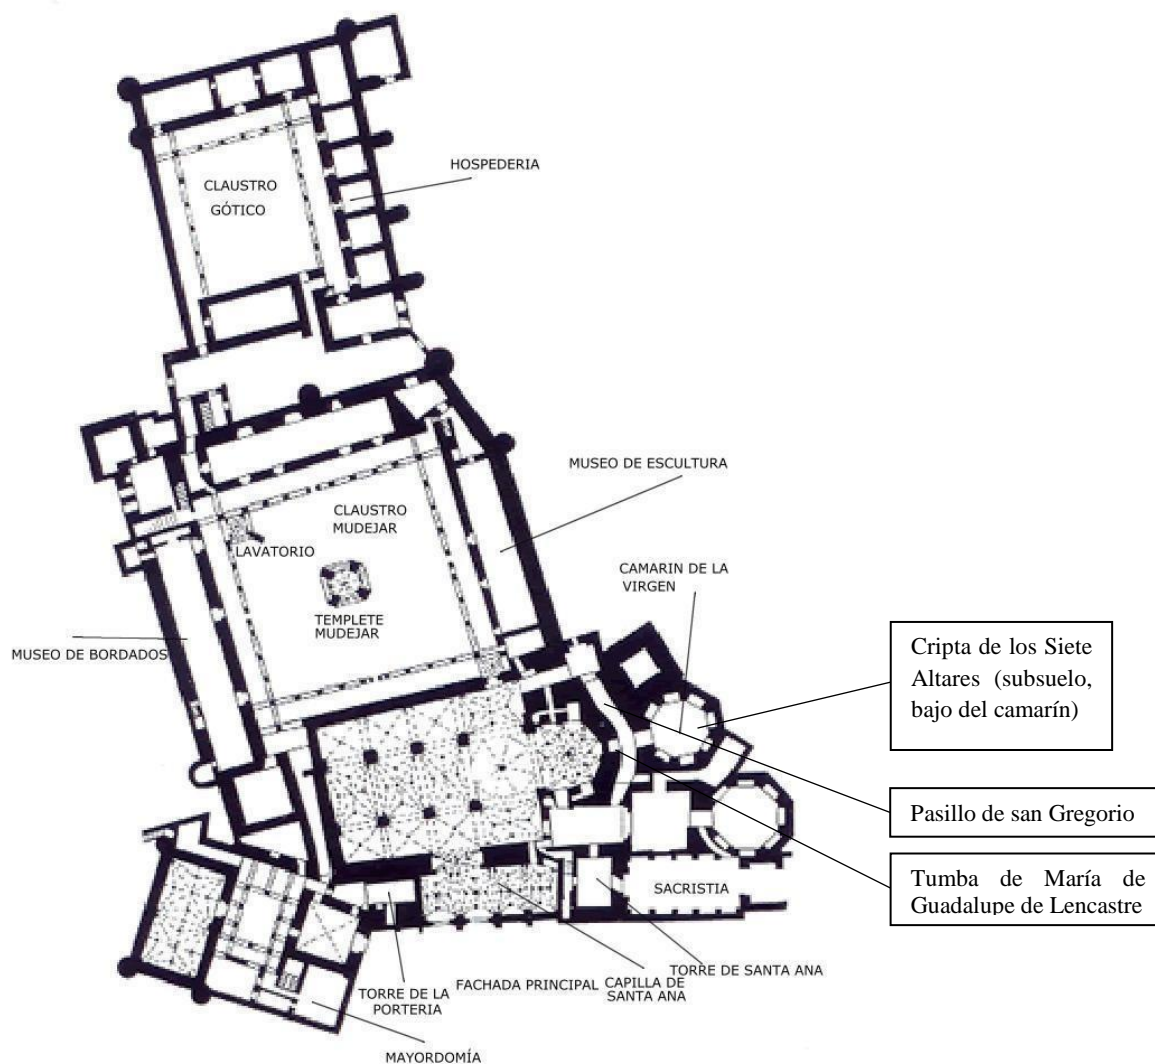 HOSPEDERIA
CLAUSTRO
GÓTICO
MUSEO DE ESCULTURA
CLAUSTRO
MUDEJAR
LAVATORIO
CAMARIN DE LA
VIRGEN
TEMPLETE
MUDEJAR
MUSEO DE BORDADOS
Cripta de los Siete
Altares (subsuelo,
bajo del camarín)
Pasillo de san Gregorio
Tumba de María de
Guadalupe de Lencastre
SACRISTIA
TORRE DE SANTA ANA
FACHADA PRINCIPAL
CAPILLA DE
SANTA ANA
TORRE DE LA
PORTERIA
MAYORDOMÍA